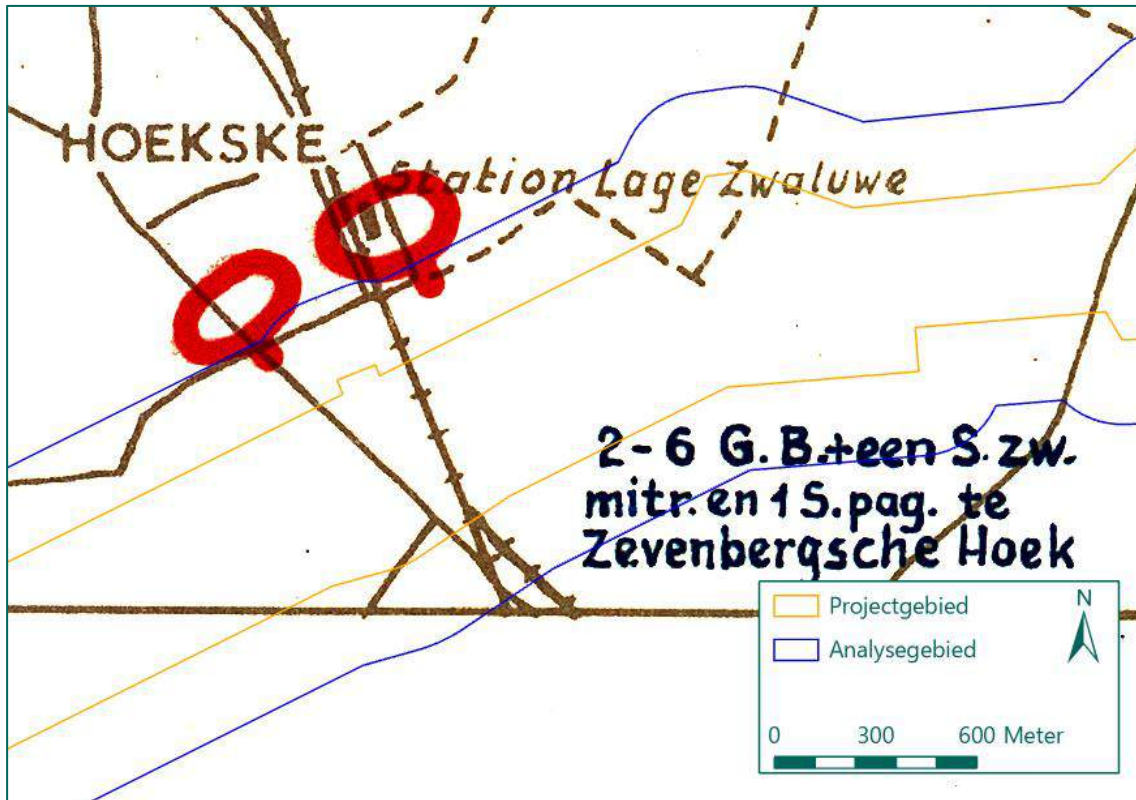 HOEKSKE
Station Lage Zwaluwe
2-6 G.B.+een S.zw.
mitr. en 1 S.pag. te
Zevenbergsche Hoek
Projectgebied
Analysegebied
N
0 300 600 Meter